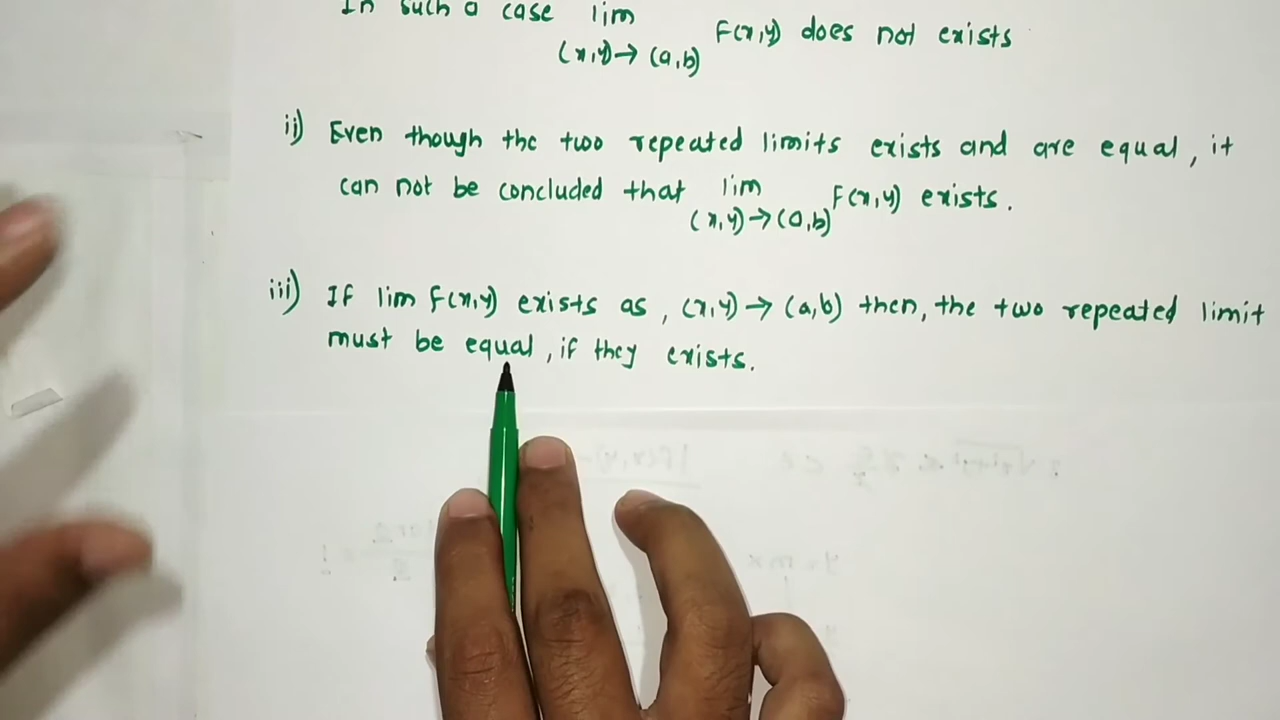 In such a case lim F(x,y) does not exists
(x,y)→(a,b)
ii) Even though the two repeated limits exists and are equal, it
can not be concluded that lim F(x,y) exists.
(x,y)→(a,b)
iii) If lim F(x,y) exists as, (x,y)→(a,b) then, the two repeated limit
must be equal, if they exists.
y=mx